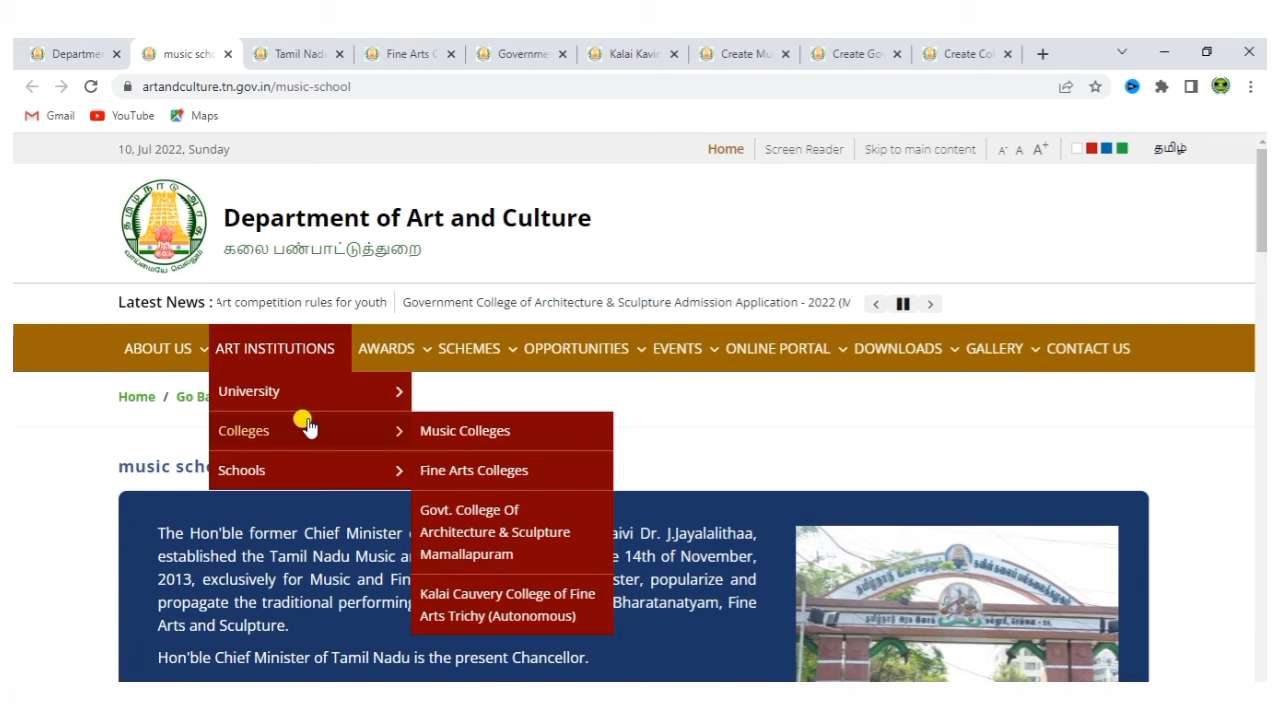 Departme
music sch
Tamil Nad
Fine Arts C
Governme
Kalai Kavir
Create Mu
Create Go
Create Co
artandculture.tn.gov.in/music-school
Gmail YouTube Maps
10, Jul 2022, Sunday
Home Screen Reader Skip to main content A- A A+ தமிழ்
Department of Art and Culture
கலை பண்பாட்டுத்துறை
Latest News : Art competition rules for youth Government College of Architecture & Sculpture Admission Application - 2022 (M
ABOUT US ART INSTITUTIONS AWARDS SCHEMES OPPORTUNITIES EVENTS ONLINE PORTAL DOWNLOADS GALLERY CONTACT US
Home / Go Ba
University
Colleges
Schools
Music Colleges
Fine Arts Colleges
Govt. College Of
Architecture & Sculpture
Mamallapuram
Kalai Cauvery College of Fine
Arts Trichy (Autonomous)
music scho
The Hon'ble former Chief Minister aivi Dr. J.Jayalalithaa,
established the Tamil Nadu Music a e 14th of November,
2013, exclusively for Music and Fin ster, popularize and
propagate the traditional performing Bharatanatyam, Fine
Arts and Sculpture.
Hon'ble Chief Minister of Tamil Nadu is the present Chancellor.